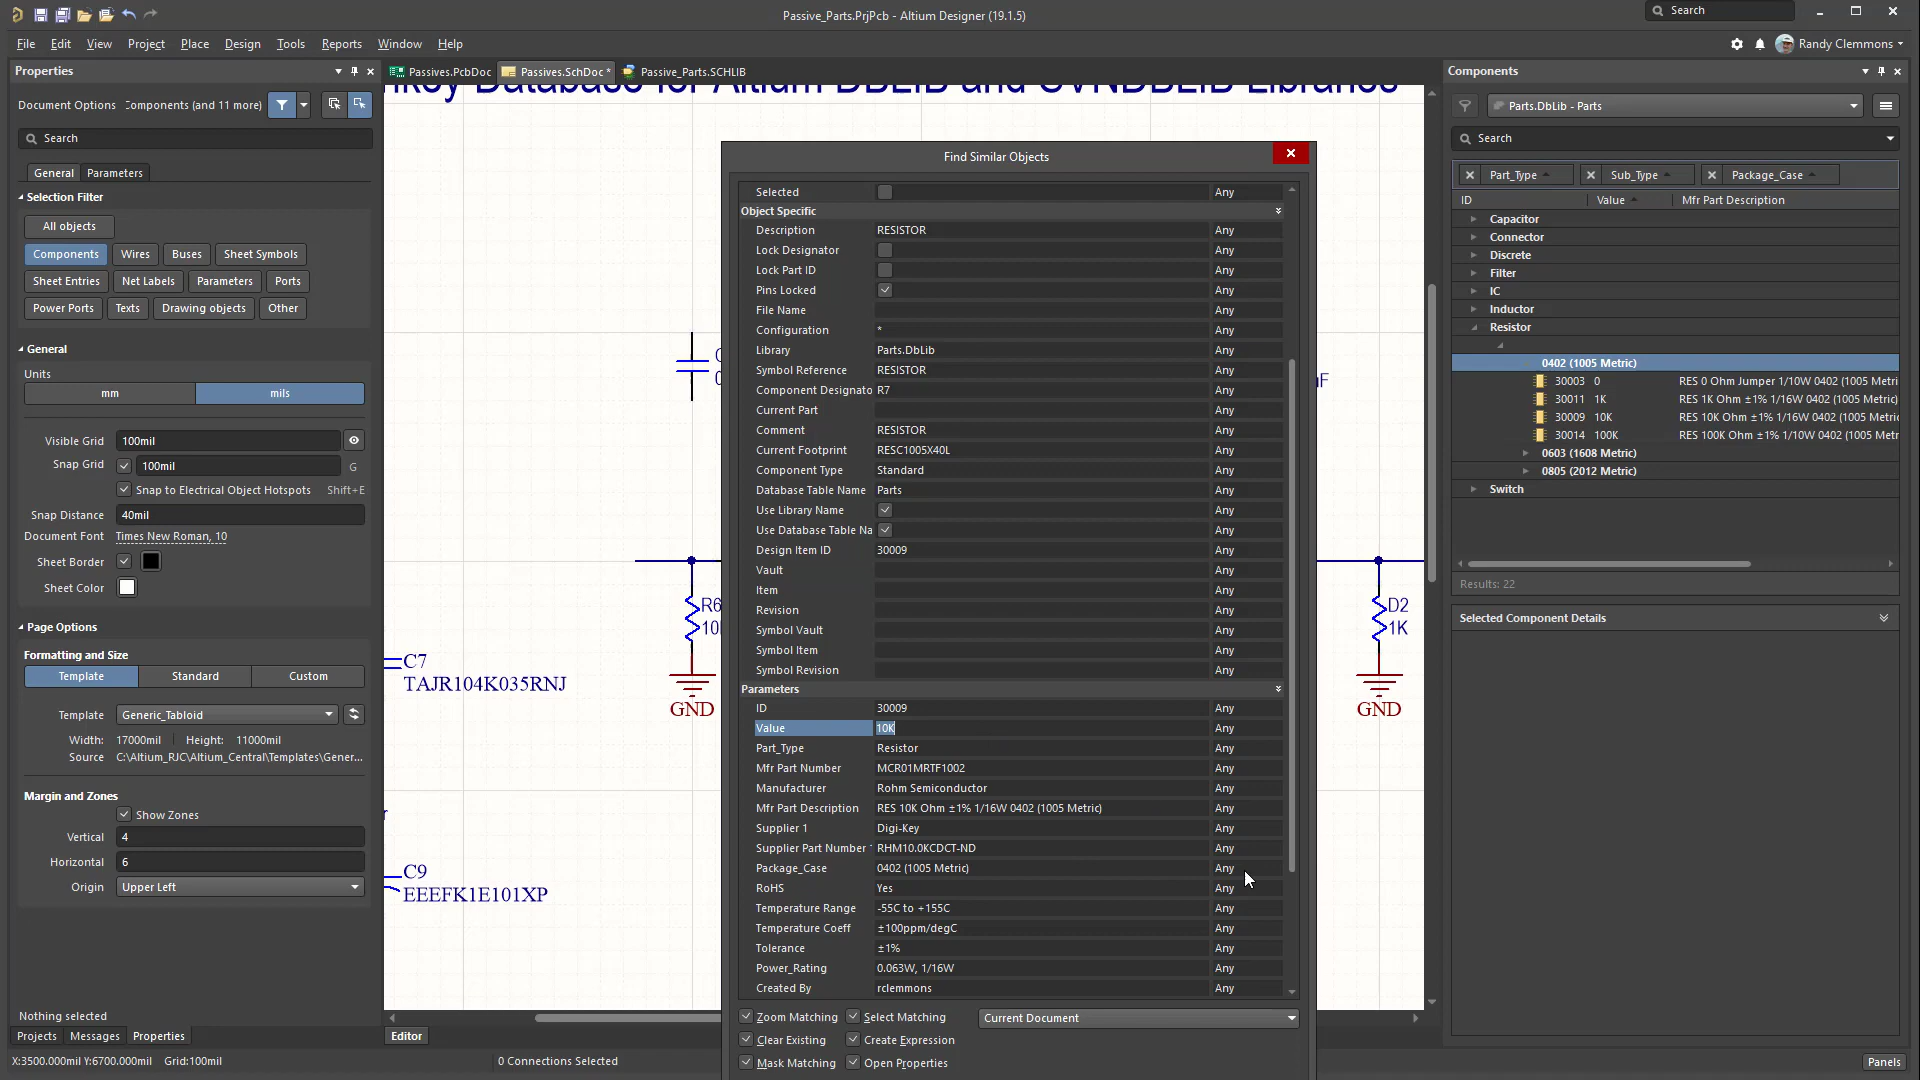 Passive_Parts.PrjPcb - Altium Designer (19.1.5)
Search
File Edit View Project Place Design Tools Reports Window Help
Randy Clemmons
Properties
Document Options Components (and 11 more)
Search
General Parameters
Selection Filter
All objects
Components Wires Buses Sheet Symbols
Sheet Entries Net Labels Parameters Ports
Power Ports Texts Drawing objects Other
General
Units
mm mils
Visible Grid 100mil
Snap Grid 100mil G
Snap to Electrical Object Hotspots Shift+E
Snap Distance 40mil
Document Font Times New Roman, 10
Sheet Border
Sheet Color
Page Options
Formatting and Size
Template Standard Custom
Template Generic_Tabloid
Width: 17000mil Height: 11000mil
Source C:\Altium_RJC\Altium_Central\Templates\Gener...
Margin and Zones
Show Zones
Vertical 4
Horizontal 6
Origin Upper Left
Nothing selected
Projects Messages Properties
X:3500.000mil Y:6700.000mil Grid:100mil
Passives.PcbDoc Passives.SchDoc * Passive_Parts.SCHLIB
Key Database for Altium DBLIB and SVNDBLIB Libraries
C
0
R6
10
GND
C7
TAJR104K035RNJ
C9
EEEFK1E101XP
F
D2
1K
GND
Editor
0 Connections Selected
Find Similar Objects
Selected Any
Object Specific
Description RESISTOR Any
Lock Designator Any
Lock Part ID Any
Pins Locked Any
File Name Any
Configuration * Any
Library Parts.DbLib Any
Symbol Reference RESISTOR Any
Component Designato R7 Any
Current Part Any
Comment RESISTOR Any
Current Footprint RESC1005X40L Any
Component Type Standard Any
Database Table Name Parts Any
Use Library Name Any
Use Database Table Na Any
Design Item ID 30009 Any
Vault Any
Item Any
Revision Any
Symbol Vault Any
Symbol Item Any
Symbol Revision Any
Parameters
ID 30009 Any
Value 10K Any
Part_Type Resistor Any
Mfr Part Number MCR01MRTF1002 Any
Manufacturer Rohm Semiconductor Any
Mfr Part Description RES 10K Ohm ±1% 1/16W 0402 (1005 Metric) Any
Supplier 1 Digi-Key Any
Supplier Part Number 1 RHM10.0KCDCT-ND Any
Package_Case 0402 (1005 Metric) Any
RoHS Yes Any
Temperature Range -55C to +155C Any
Temperature Coeff ±100ppm/degC Any
Tolerance ±1% Any
Power_Rating 0.063W, 1/16W Any
Created By rclemmons Any
Zoom Matching Select Matching Current Document
Clear Existing Create Expression
Mask Matching Open Properties
Components
Parts.DbLib - Parts
Search
Part_Type Sub_Type Package_Case
ID Value Mfr Part Description
Capacitor
Connector
Discrete
Filter
IC
Inductor
Resistor
0402 (1005 Metric)
30003 0 RES 0 Ohm Jumper 1/10W 0402 (1005 Metri
30011 1K RES 1K Ohm ±1% 1/16W 0402 (1005 Metric)
30009 10K RES 10K Ohm ±1% 1/16W 0402 (1005 Metric
30014 100K RES 100K Ohm ±1% 1/10W 0402 (1005 Metr
0603 (1608 Metric)
0805 (2012 Metric)
Switch
Results: 22
Selected Component Details
Panels